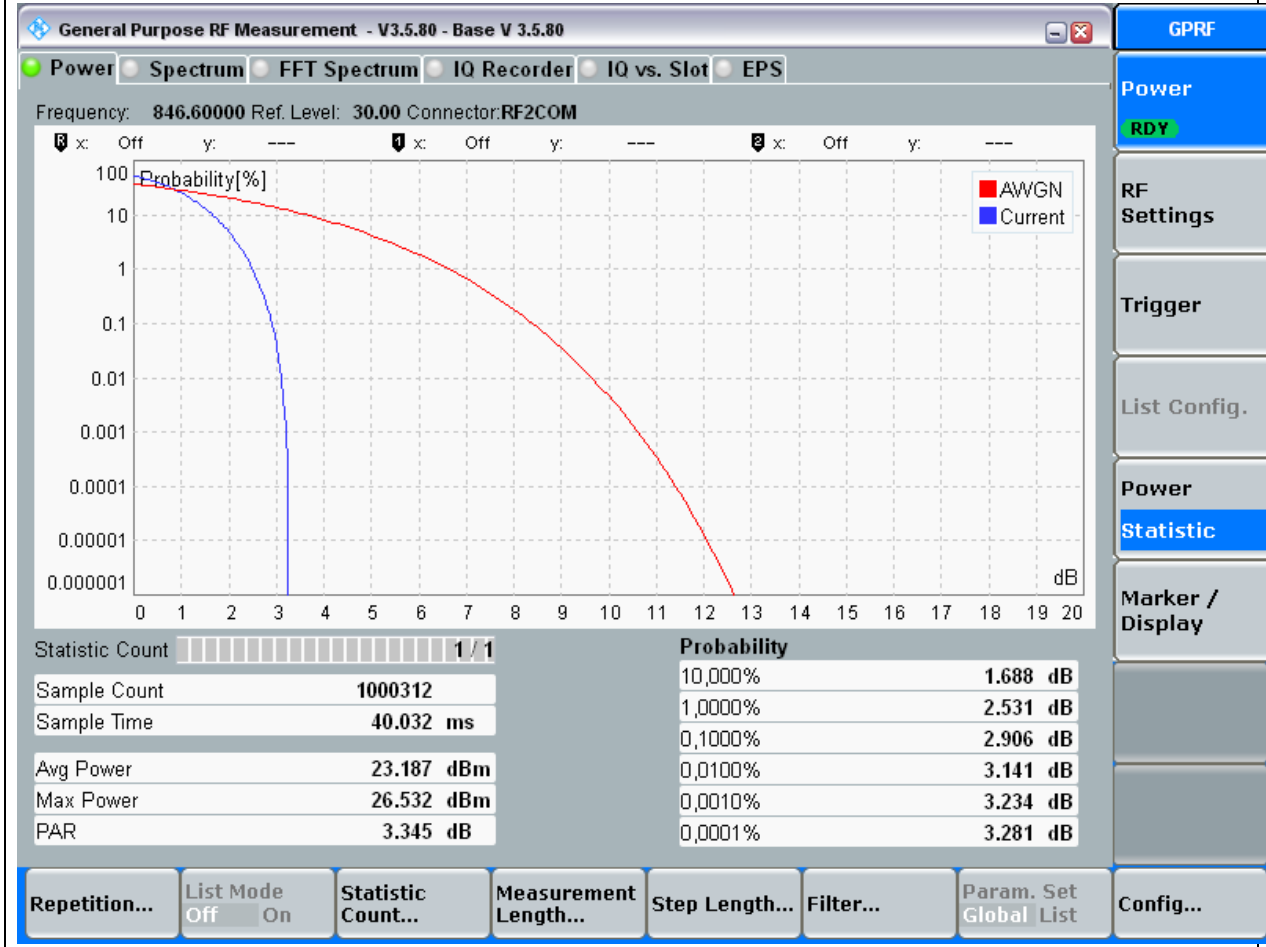 General Purpose RF Measurement - V3.5.80 - Base V 3.5.80
GPRF
Power Spectrum FFT Spectrum IQ Recorder IQ vs. Slot EPS
Power
RDY
Frequency: 846.60000 Ref. Level: 30.00 Connector:RF2COM
R x: Off y: --- 1 x: Off y: --- 2 x: Off y: ---
Probability[%]
AWGN
Current
100
10
1
0.1
0.01
0.001
0.0001
0.00001
0.000001
dB
0 1 2 3 4 5 6 7 8 9 10 11 12 13 14 15 16 17 18 19 20
RF Settings
Trigger
List Config.
Power
Statistic
Marker / Display
Statistic Count 1 / 1
Sample Count 1000312
Sample Time 40.032 ms
Avg Power 23.187 dBm
Max Power 26.532 dBm
PAR 3.345 dB
Probability
10,000% 1.688 dB
1,0000% 2.531 dB
0,1000% 2.906 dB
0,0100% 3.141 dB
0,0010% 3.234 dB
0,0001% 3.281 dB
Repetition...
List Mode
Off On
Statistic Count...
Measurement Length...
Step Length...
Filter...
Param. Set
Global List
Config...